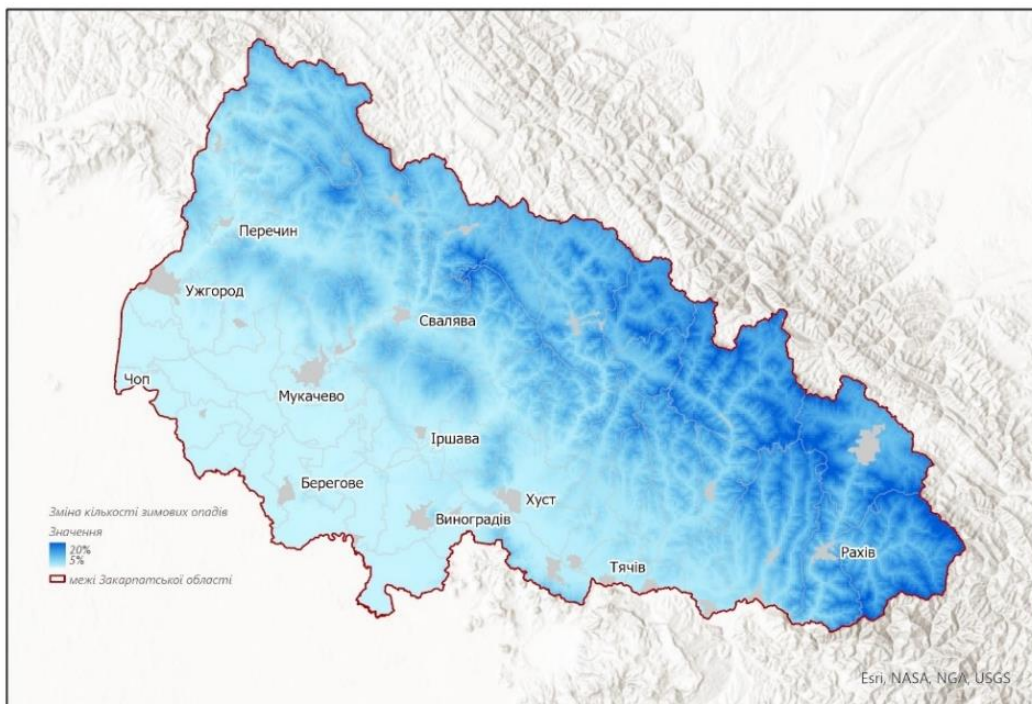 Перечин
Ужгород
Свалява
Чоп
Мукачево
Іршава
Берегове
Хуст
Виноградів
Тячів
Рахів
Зміна кількості зимових опадів
Значення
20%
5%
межі Закарпатської області
Esri, NASA, NGA, USGS